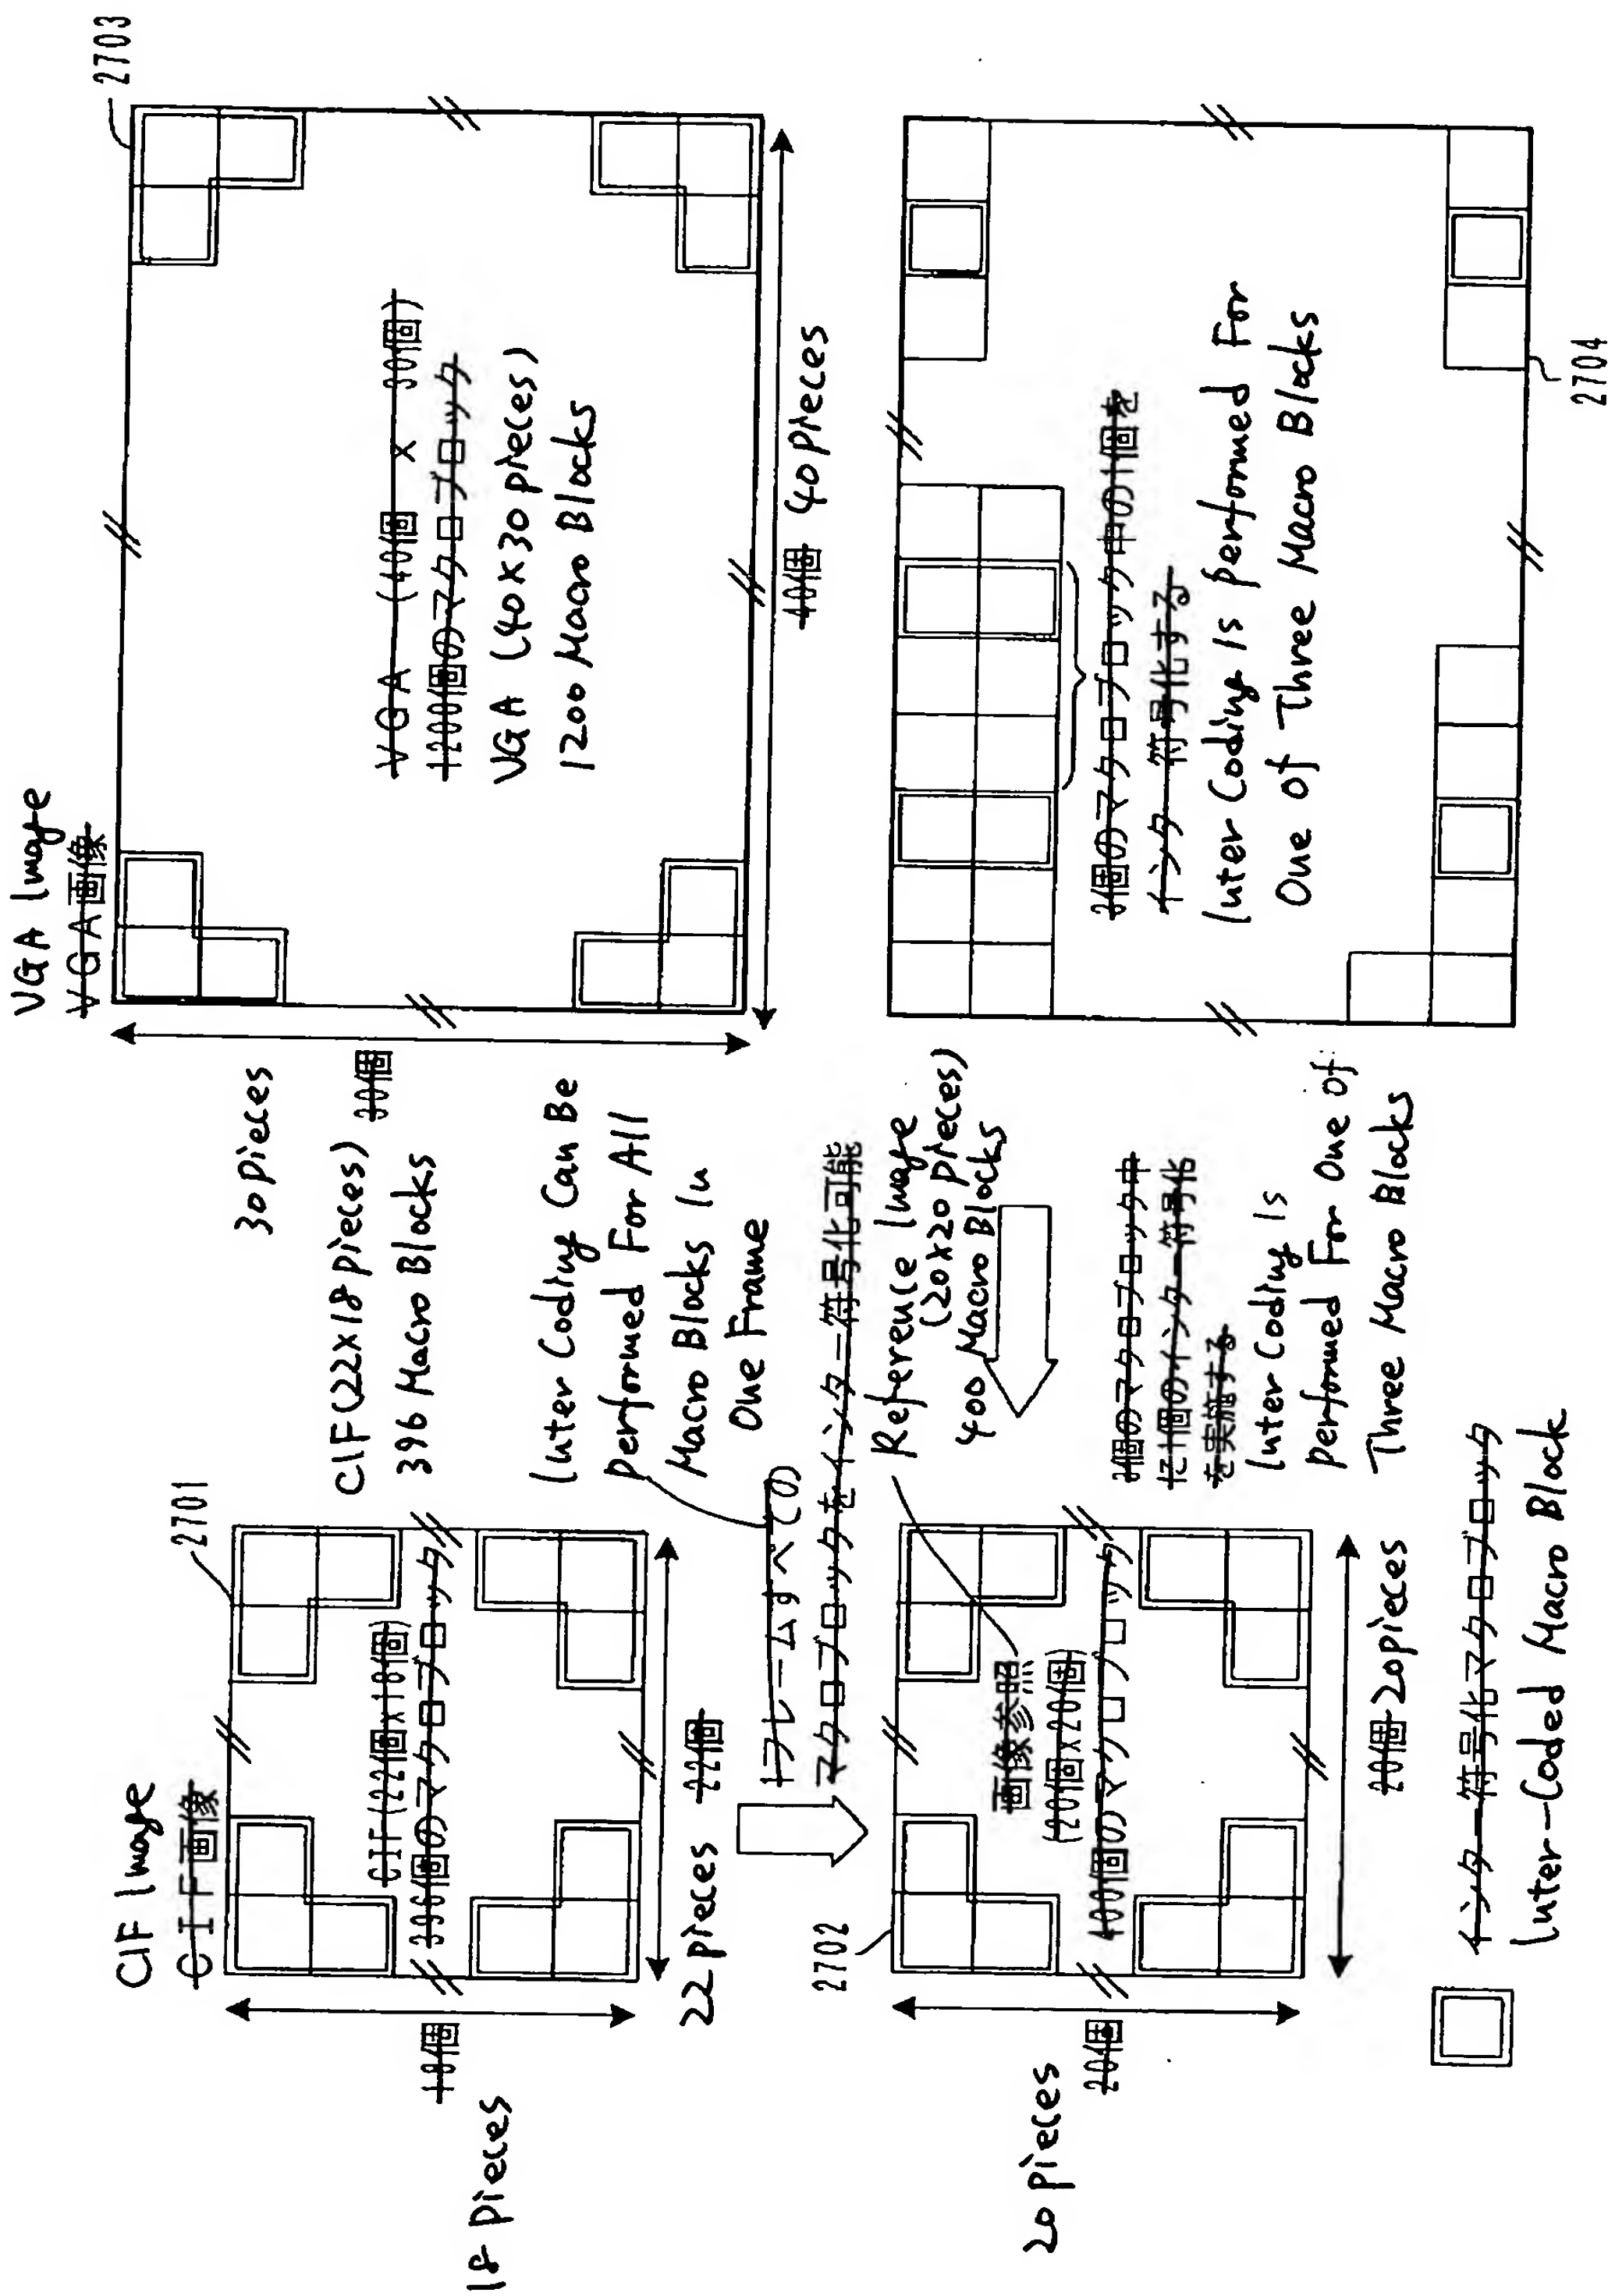 CIF Image
CIF画像
2701
CIF(22個×18個)
396個のマクロブロック
18個
18 pieces
22 pieces
22個
CIF(22×18 pieces)
396 Macro Blocks
Inter Coding Can Be
Performed For All
Macro Blocks In
One Frame
1フレームすべての
マクロブロックをインター符号化可能
VGA Image
VGA画像
2703
30 pieces
30個
VGA (40個 × 30個)
1200個のマクロブロック
VGA (40×30 pieces)
1200 Macro Blocks
40個
40 pieces
2702
画像参照
(20個×20個)
400個のマクロブロック
20 pieces
20個
20個
20 pieces
Reference Image
(20×20 pieces)
400 Macro Blocks
3個のマクロブロック中
に1個のインター符号化
を実施する
Inter Coding Is
Performed For One Of
Three Macro Blocks
3個のマクロブロック中の1個を
インター符号化する
Inter Coding Is Performed For
One Of Three Macro Blocks
2704
インター符号化マクロブロック
Inter-Coded Macro Block